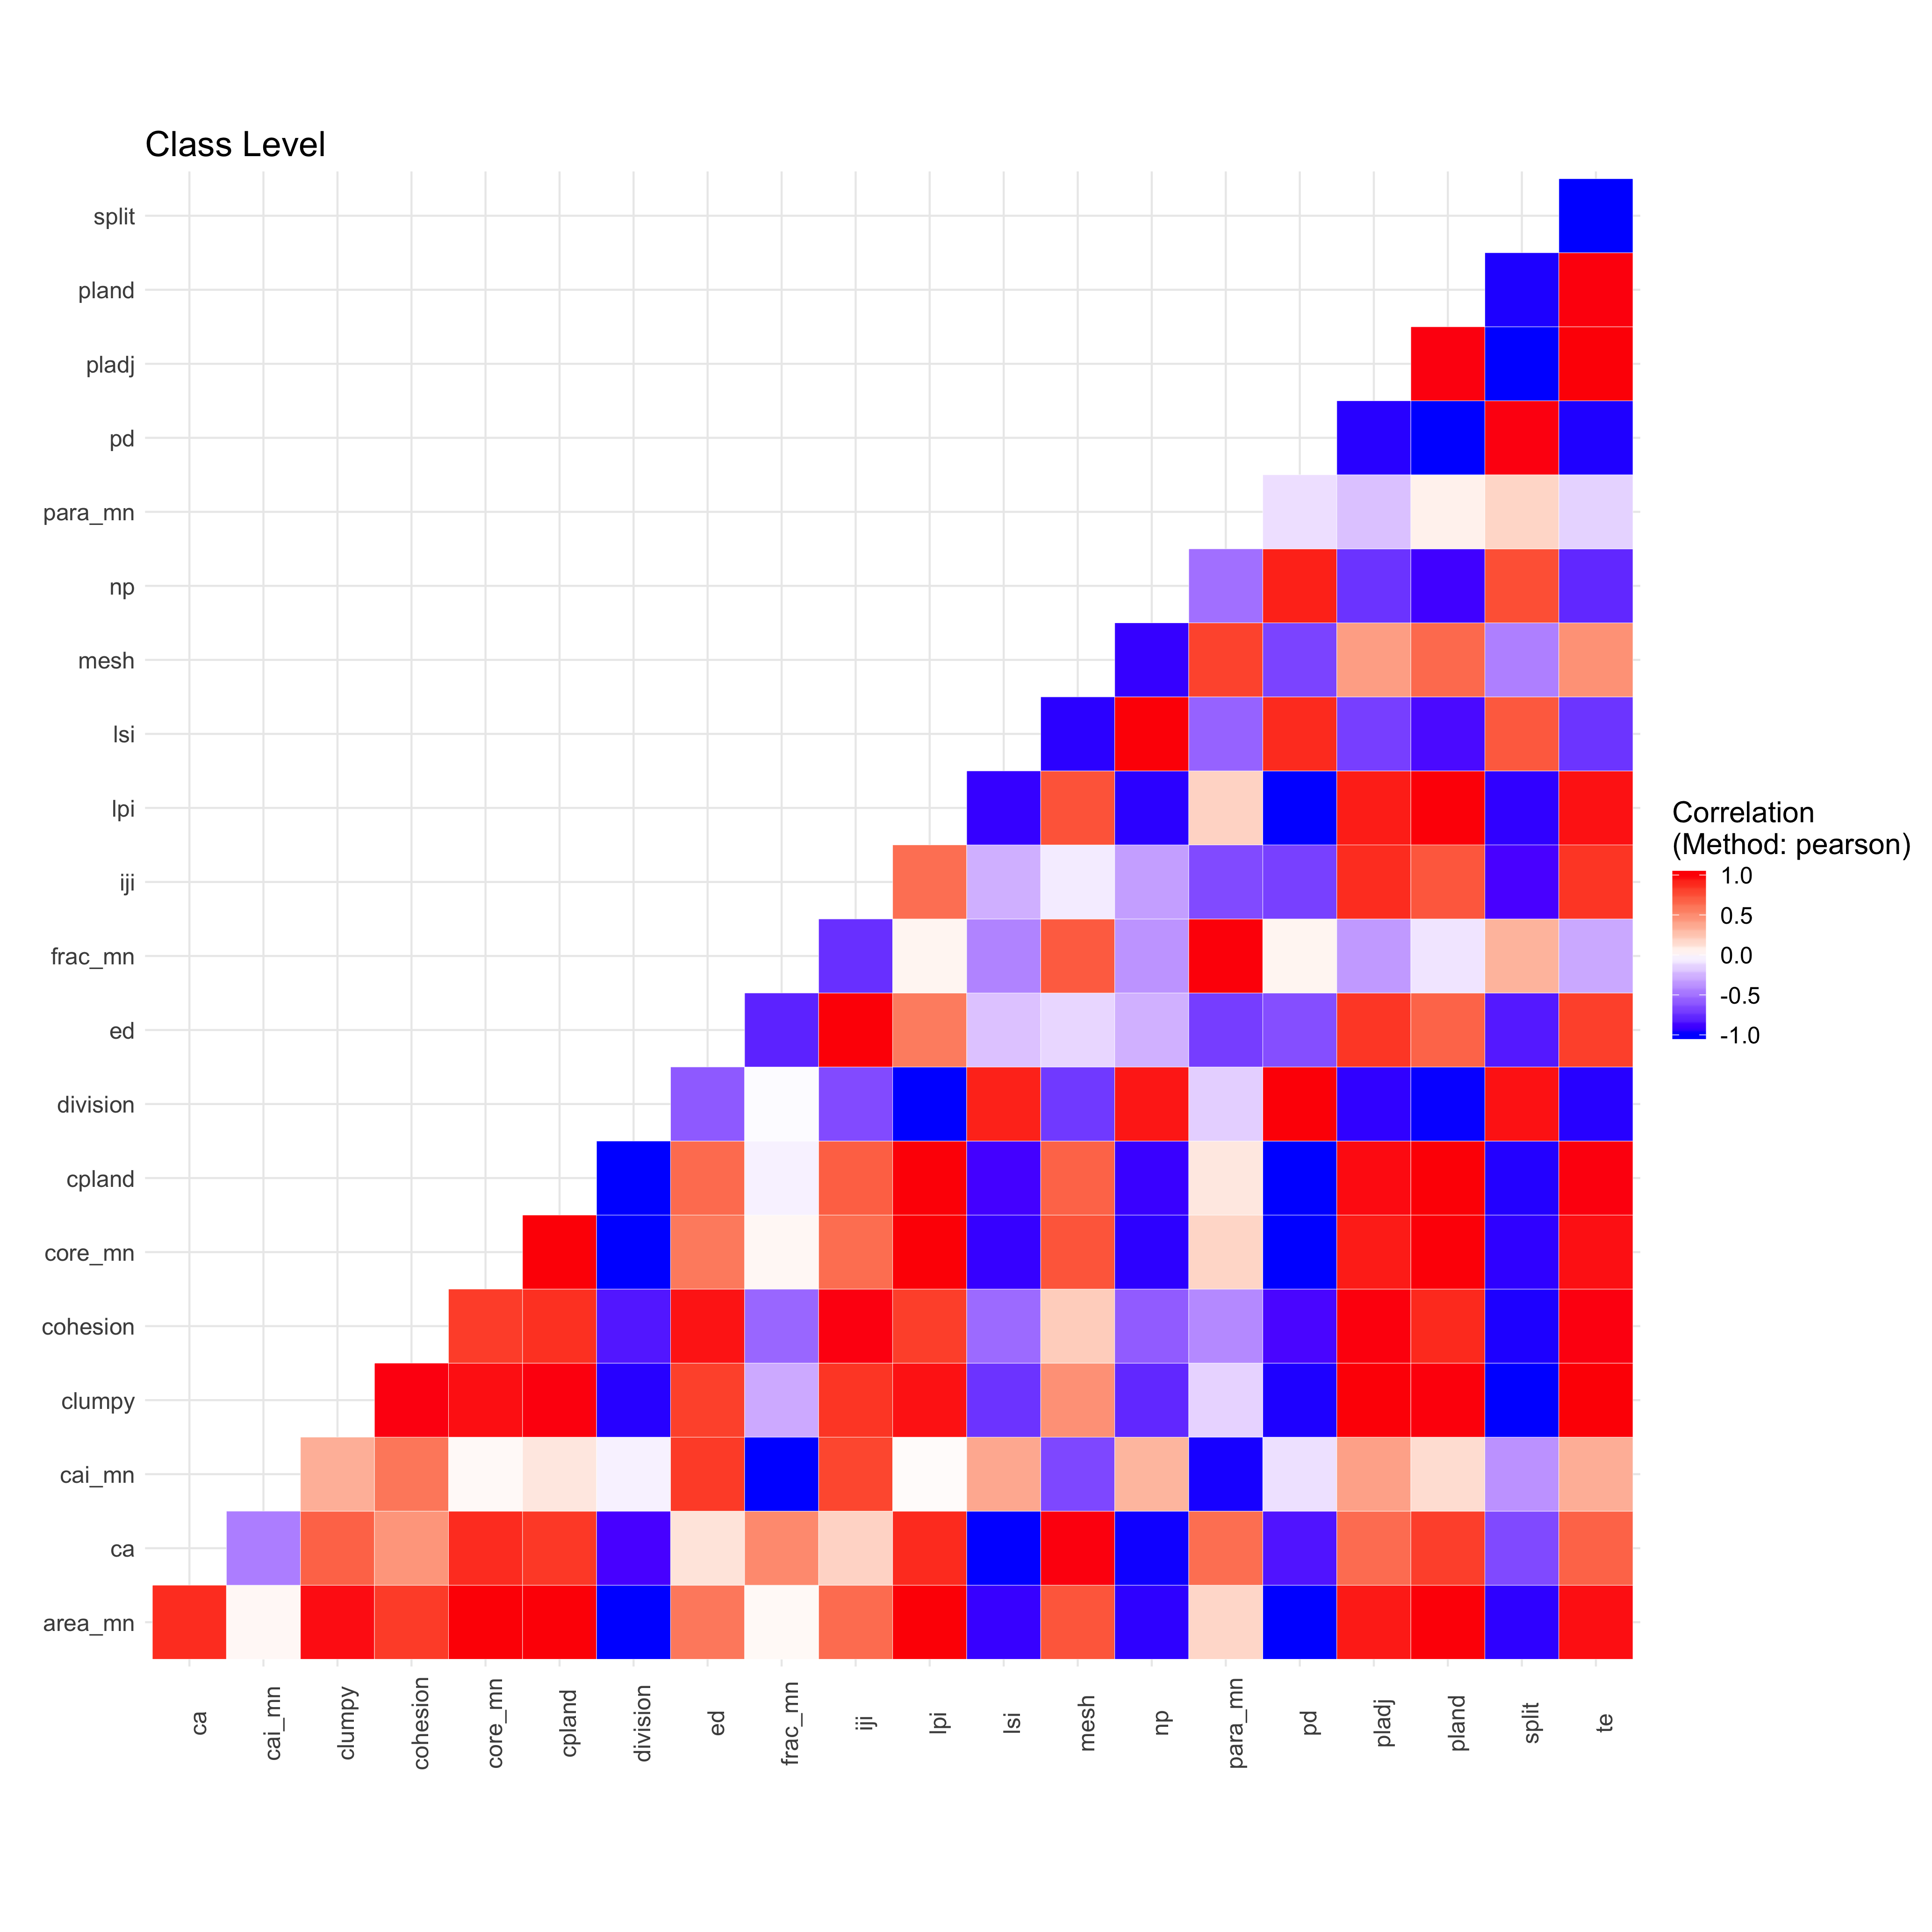 Class Level
split
pland
pladj
pd
para_mn
np
mesh
lsi
lpi
iji
frac_mn
ed
division
cpland
core_mn
cohesion
clumpy
cai_mn
ca
area_mn
ca
cai_mn
clumpy
cohesion
core_mn
cpland
division
ed
frac_mn
iji
lpi
lsi
mesh
np
para_mn
pd
pladj
pland
split
te
Correlation
(Method: pearson)
1.0
0.5
0.0
-0.5
-1.0